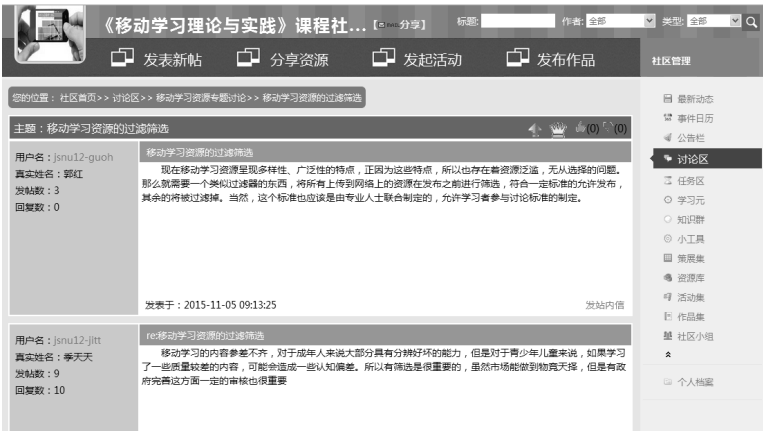 《移动学习理论与实践》课程社...【分享】
标题:
作者: 全部
类型: 全部
发表新帖
分享资源
发起活动
发布作品
社区管理
您的位置： 社区首页>> 讨论区>> 移动学习资源专题讨论>> 移动学习资源的过滤筛选
主题：移动学习资源的过滤筛选
(0) (0)
用户名：jsnu12-guoh
真实姓名：郭红
发帖数：3
回复数：0
移动学习资源的过滤筛选
现在移动学习资源呈现多样性、广泛性的特点，正因为这些特点，所以也存在着资源泛滥，无从选择的问题。
那么就需要一个类似过滤器的东西，将所有上传到网络上的资源在发布之前进行筛选，符合一定标准的允许发布，
其余的将被过滤掉。当然，这个标准也应该是由专业人士联合制定的，允许学习者参与讨论标准的制定。
发表于：2015-11-05 09:13:25
发站内信
用户名：jsnu12-jitt
真实姓名：季天天
发帖数：9
回复数：10
re:移动学习资源的过滤筛选
移动学习的内容参差不齐，对于成年人来说大部分具有分辨好坏的能力，但是对于青少年儿童来说，如果学习
了一些质量较差的内容，可能会造成一些认知偏差。所以有筛选是很重要的，虽然市场能做到物竞天择，但是有政
府完善这方面一定的审核也很重要
最新动态
事件日历
公告栏
讨论区
任务区
学习元
知识群
小工具
策展集
资源库
活动集
作品集
社区小组
个人档案